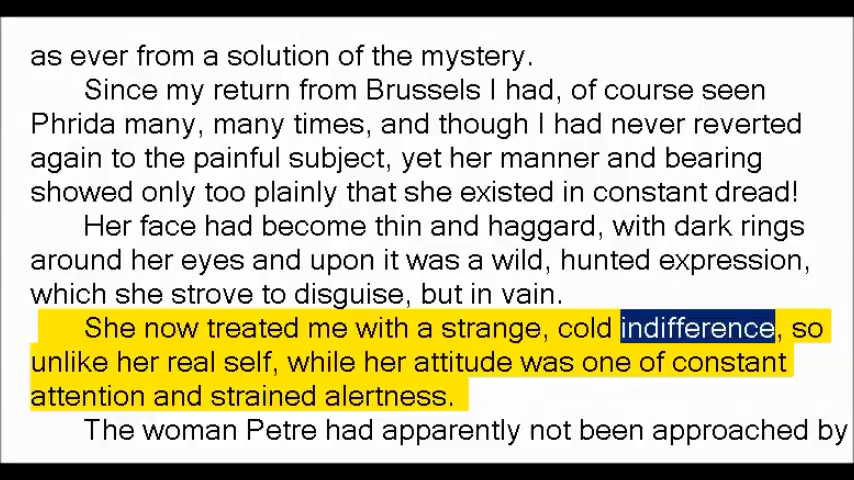 as ever from a solution of the mystery.
Since my return from Brussels I had, of course seen
Phrida many, many times, and though I had never reverted
again to the painful subject, yet her manner and bearing
showed only too plainly that she existed in constant dread!
Her face had become thin and haggard, with dark rings
around her eyes and upon it was a wild, hunted expression,
which she strove to disguise, but in vain.
She now treated me with a strange, cold indifference, so
unlike her real self, while her attitude was one of constant
attention and strained alertness.
The woman Petre had apparently not been approached by